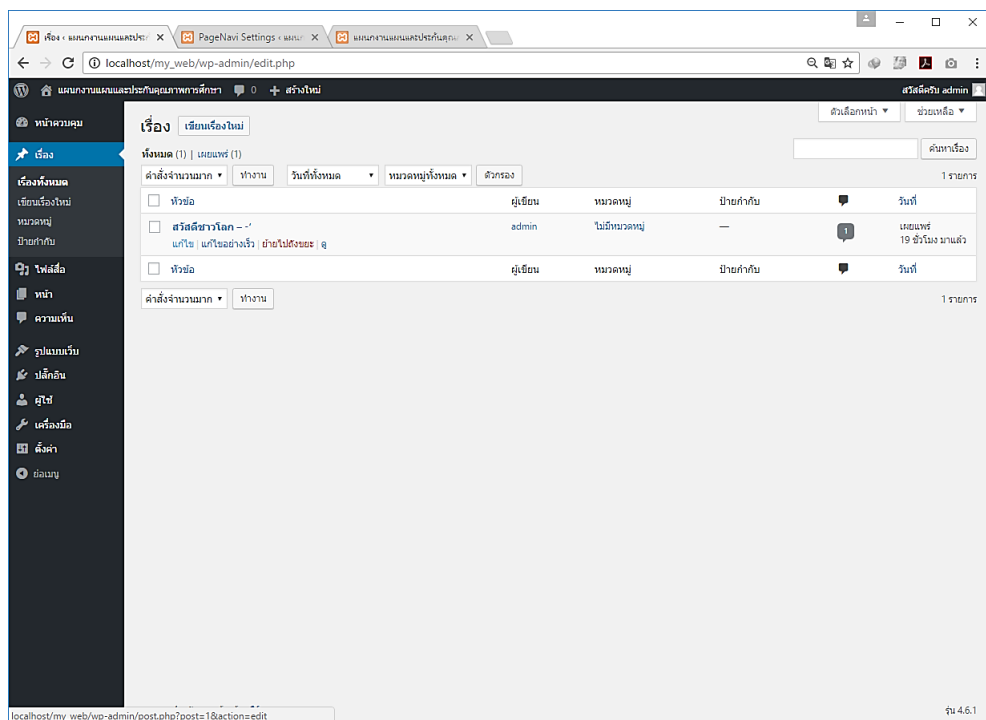 เรื่อง ‹ แผนกงานแผนและประ
PageNavi Settings ‹ แผนก
แผนกงานแผนและประกันคุณ
localhost/my_web/wp-admin/edit.php
แผนกงานแผนและประกันคุณภาพการศึกษา 0 + สร้างใหม่ สวัสดีครับ admin
ตัวเลือกหน้า ▼ ช่วยเหลือ ▼
หน้าควบคุม
เรื่อง
เรื่องทั้งหมด
เขียนเรื่องใหม่
หมวดหมู่
ป้ายกำกับ
ไฟล์สื่อ
หน้า
ความเห็น
รูปแบบเว็บ
ปลั๊กอิน
ผู้ใช้
เครื่องมือ
ตั้งค่า
ย่อเมนู
เรื่อง เขียนเรื่องใหม่
ทั้งหมด (1) | เผยแพร่ (1) ค้นหาเรื่อง
คำสั่งจำนวนมาก ▼ ทำงาน วันที่ทั้งหมด ▼ หมวดหมู่ทั้งหมด ▼ ตัวกรอง 1 รายการ
หัวข้อ ผู้เขียน หมวดหมู่ ป้ายกำกับ วันที่
สวัสดีชาวโลก – -‘ admin ไม่มีหมวดหมู่ — 1 เผยแพร่
แก้ไข | แก้ไขอย่างเร็ว | ย้ายไปถังขยะ | ดู 19 ชั่วโมง มาแล้ว
หัวข้อ ผู้เขียน หมวดหมู่ ป้ายกำกับ วันที่
คำสั่งจำนวนมาก ▼ ทำงาน 1 รายการ
localhost/my_web/wp-admin/post.php?post=1&action=edit
รุ่น 4.6.1